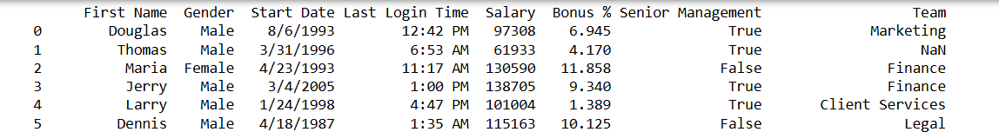 First Name Gender Start Date Last Login Time Salary Bonus % Senior Management Team
0 Douglas Male 8/6/1993 12:42 PM 97308 6.945 True Marketing
1 Thomas Male 3/31/1996 6:53 AM 61933 4.170 True NaN
2 Maria Female 4/23/1993 11:17 AM 130590 11.858 False Finance
3 Jerry Male 3/4/2005 1:00 PM 138705 9.340 True Finance
4 Larry Male 1/24/1998 4:47 PM 101004 1.389 True Client Services
5 Dennis Male 4/18/1987 1:35 AM 115163 10.125 False Legal